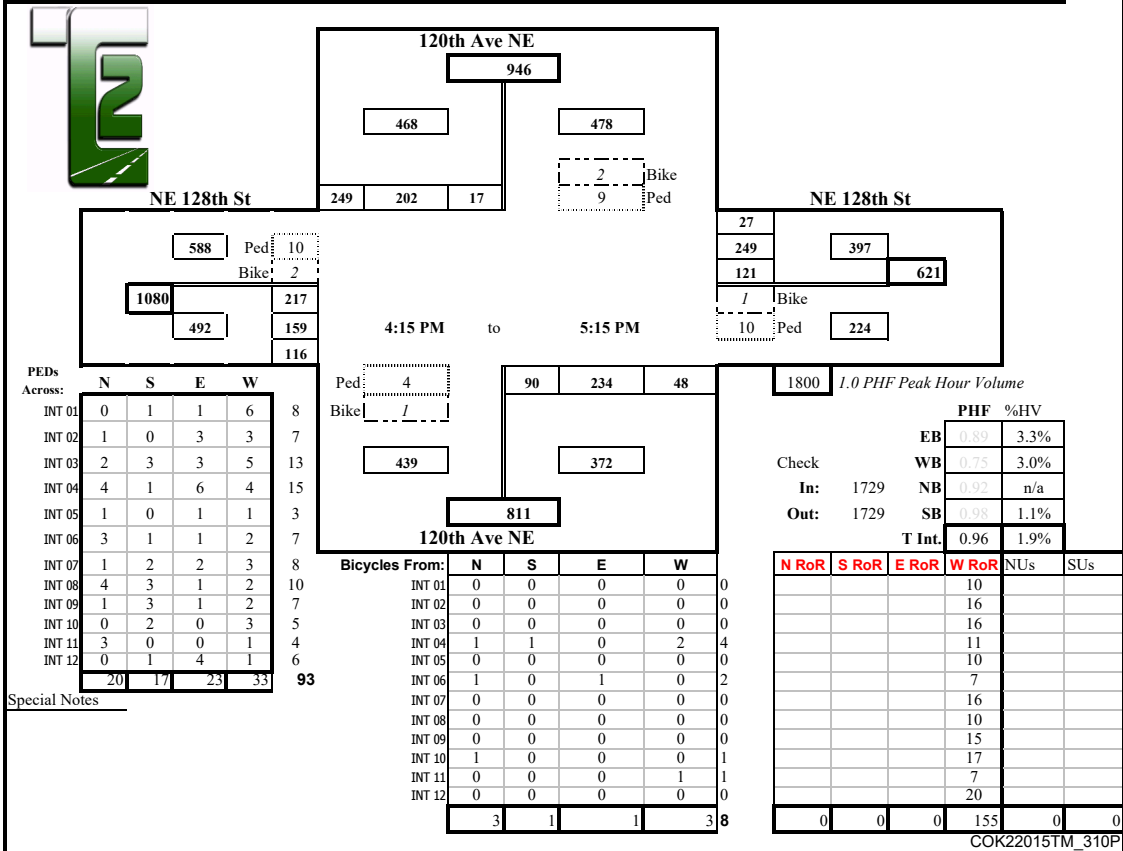 T2
120th Ave NE
946
468 478
2 Bike
NE 128th St 249 202 17 9 Ped NE 128th St
27
588 Ped 10 249 397
Bike 2 121 621
1080 217 1 Bike
492 159 4:15 PM to 5:15 PM 10 Ped 224
116
PEDs
Across: N S E W Ped 4 90 234 48 1800 1.0 PHF Peak Hour Volume
INT 01 0 1 1 6 8 Bike 1 PHF %HV
INT 02 1 0 3 3 7 EB 0.89 3.3%
INT 03 2 3 3 5 13 439 372 Check WB 0.75 3.0%
INT 04 4 1 6 4 15 In: 1729 NB 0.92 n/a
INT 05 1 0 1 1 3 811 Out: 1729 SB 0.98 1.1%
INT 06 3 1 1 2 7 120th Ave NE T Int. 0.96 1.9%
INT 07 1 2 2 3 8 Bicycles From: N S E W N RoR S RoR E RoR W RoR NUs SUs
INT 08 4 3 1 2 10 INT 01 0 0 0 0 0 10
INT 09 1 3 1 2 7 INT 02 0 0 0 0 0 16
INT 10 0 2 0 3 5 INT 03 0 0 0 0 0 16
INT 11 3 0 0 1 4 INT 04 1 1 0 2 4 11
INT 12 0 1 4 1 6 INT 05 0 0 0 0 0 10
20 17 23 33 93 INT 06 1 0 1 0 2 7
Special Notes INT 07 0 0 0 0 0 16
INT 08 0 0 0 0 0 10
INT 09 0 0 0 0 0 15
INT 10 1 0 0 0 1 17
INT 11 0 0 0 1 1 7
INT 12 0 0 0 0 0 20
3 1 1 3 8 0 0 0 155 0 0
COK22015TM_310P